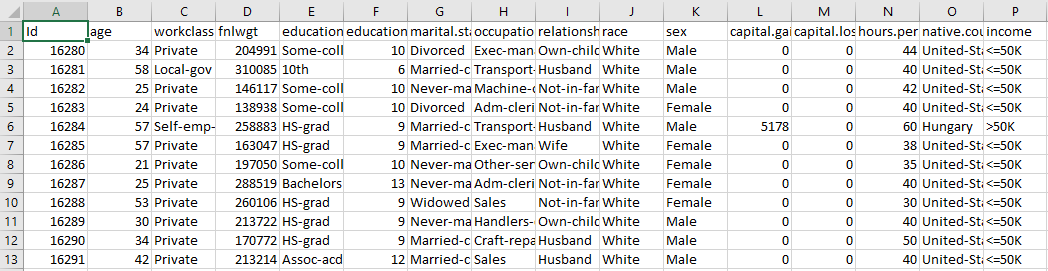 A B C D E F G H I J K L M N O P
1 Id age workclass fnlwgt education education marital.sta occupatio relationsh race sex capital.gai capital.los hours.per native.cou income
2 16280 34 Private 204991 Some-coll 10 Divorced Exec-man Own-child White Male 0 0 44 United-Sta <=50K
3 16281 58 Local-gov 310085 10th 6 Married-c Transport- Husband White Male 0 0 40 United-Sta <=50K
4 16282 25 Private 146117 Some-coll 10 Never-ma Machine-o Not-in-fam White Male 0 0 42 United-Sta <=50K
5 16283 24 Private 138938 Some-coll 10 Divorced Adm-cleri Not-in-fam White Female 0 0 40 United-Sta <=50K
6 16284 57 Self-emp- 258883 HS-grad 9 Married-c Transport- Husband White Male 5178 0 60 Hungary >50K
7 16285 57 Private 163047 HS-grad 9 Married-c Exec-man Wife White Female 0 0 38 United-Sta <=50K
8 16286 21 Private 197050 Some-coll 10 Never-ma Other-ser Own-child White Female 0 0 35 United-Sta <=50K
9 16287 25 Private 288519 Bachelors 13 Never-ma Adm-cleri Not-in-fam White Female 0 0 40 United-Sta <=50K
10 16288 53 Private 260106 HS-grad 9 Widowed Sales Not-in-fam White Female 0 0 30 United-Sta <=50K
11 16289 30 Private 213722 HS-grad 9 Never-ma Handlers- Own-child White Male 0 0 40 United-Sta <=50K
12 16290 34 Private 170772 HS-grad 9 Married-c Craft-repa Husband White Male 0 0 50 United-Sta <=50K
13 16291 42 Private 213214 Assoc-acd 12 Married-c Sales Husband White Male 0 0 40 United-Sta <=50K